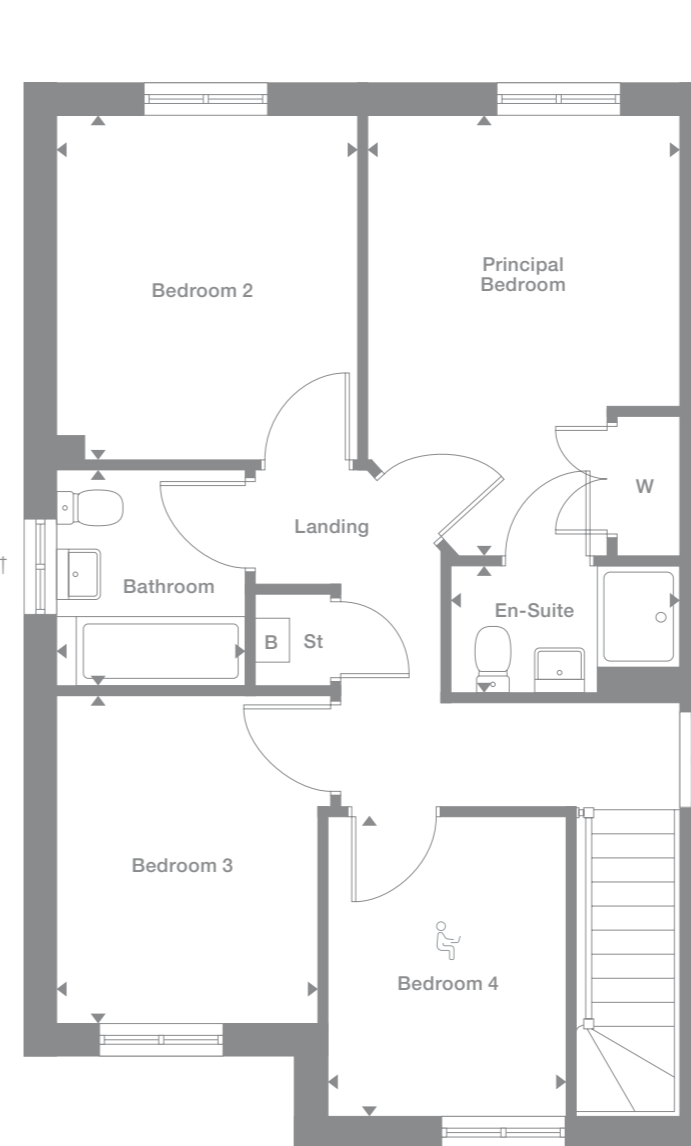 Principal
Bedroom
Bedroom 2
W
Landing
†
Bathroom
En-Suite
B
St
Bedroom 3
Bedroom 4